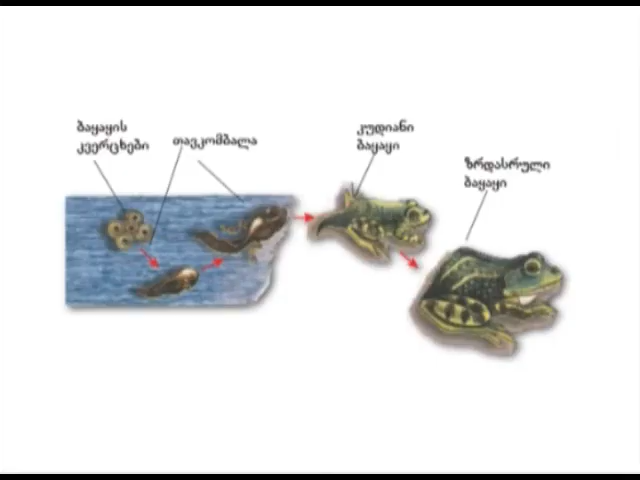 ბაყაყის
კვერცხები
თავკომბალა
კუდიანი
ბაყაყი
ზრდასრული
ბაყაყი